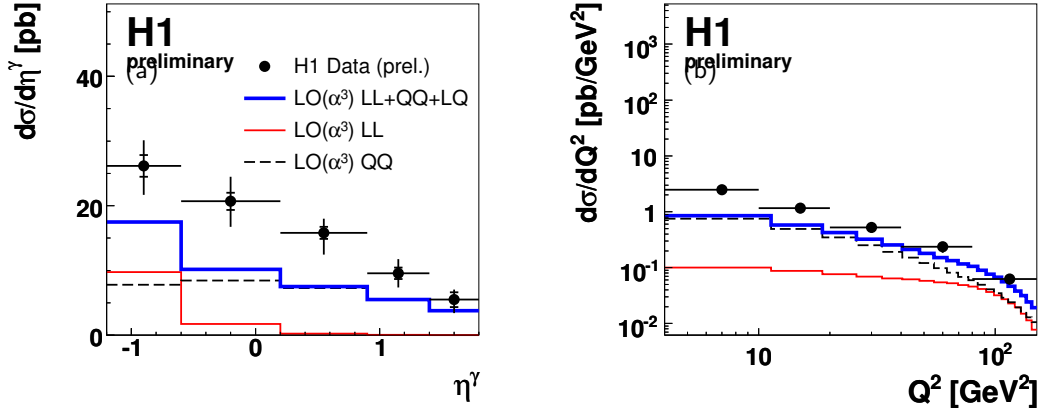 H1
preliminary
(a)
H1 Data (prel.)
LO(α³) LL+QQ+LQ
LO(α³) LL
LO(α³) QQ
dσ/dη^γ [pb]
40
20
0
-1 0 1
η^γ
H1
preliminary
(b)
dσ/dQ² [pb/GeV²]
10³
10²
10
1
10⁻¹
10⁻²
10 10²
Q² [GeV²]